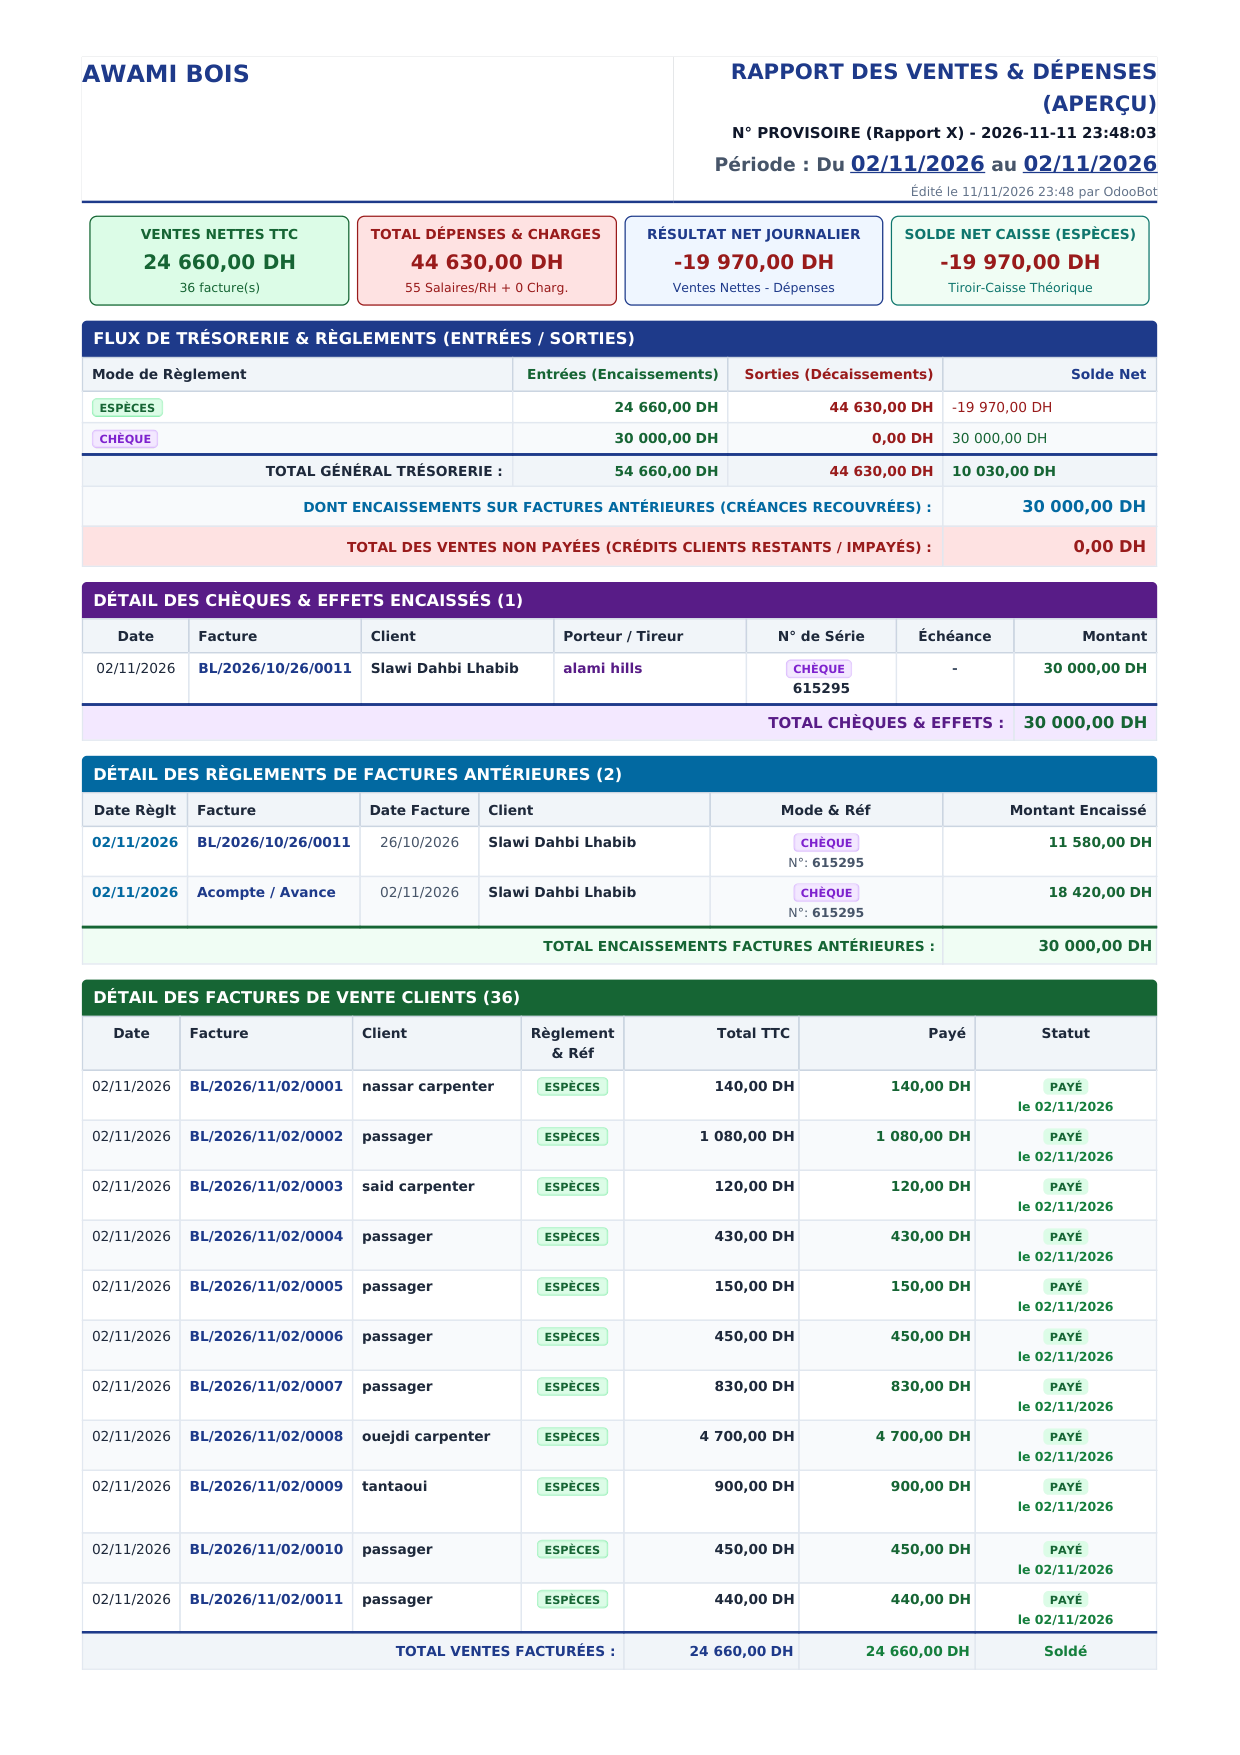 AWAMI BOIS
RAPPORT DES VENTES & DÉPENSES
(APERÇU)
N° PROVISOIRE (Rapport X) - 2026-11-11 23:48:03
Période : Du 02/11/2026 au 02/11/2026
Édité le 11/11/2026 23:48 par OdooBot
VENTES NETTES TTC
24 660,00 DH
36 facture(s)
TOTAL DÉPENSES & CHARGES
44 630,00 DH
55 Salaires/RH + 0 Charg.
RÉSULTAT NET JOURNALIER
-19 970,00 DH
Ventes Nettes - Dépenses
SOLDE NET CAISSE (ESPÈCES)
-19 970,00 DH
Tiroir-Caisse Théorique
FLUX DE TRÉSORERIE & RÈGLEMENTS (ENTRÉES / SORTIES)
Mode de Règlement Entrées (Encaissements) Sorties (Décaissements) Solde Net
ESPÈCES 24 660,00 DH 44 630,00 DH -19 970,00 DH
CHÈQUE 30 000,00 DH 0,00 DH 30 000,00 DH
TOTAL GÉNÉRAL TRÉSORERIE : 54 660,00 DH 44 630,00 DH 10 030,00 DH
DONT ENCAISSEMENTS SUR FACTURES ANTÉRIEURES (CRÉANCES RECOUVRÉES) : 30 000,00 DH
TOTAL DES VENTES NON PAYÉES (CRÉDITS CLIENTS RESTANTS / IMPAYÉS) : 0,00 DH
DÉTAIL DES CHÈQUES & EFFETS ENCAISSÉS (1)
Date Facture Client Porteur / Tireur N° de Série Échéance Montant
02/11/2026 BL/2026/10/26/0011 Slawi Dahbi Lhabib alami hills CHÈQUE - 30 000,00 DH
615295
TOTAL CHÈQUES & EFFETS : 30 000,00 DH
DÉTAIL DES RÈGLEMENTS DE FACTURES ANTÉRIEURES (2)
Date Règlt Facture Date Facture Client Mode & Réf Montant Encaissé
02/11/2026 BL/2026/10/26/0011 26/10/2026 Slawi Dahbi Lhabib CHÈQUE 11 580,00 DH
N°: 615295
02/11/2026 Acompte / Avance 02/11/2026 Slawi Dahbi Lhabib CHÈQUE 18 420,00 DH
N°: 615295
TOTAL ENCAISSEMENTS FACTURES ANTÉRIEURES : 30 000,00 DH
DÉTAIL DES FACTURES DE VENTE CLIENTS (36)
Date Facture Client Règlement Total TTC Payé Statut
& Réf
02/11/2026 BL/2026/11/02/0001 nassar carpenter ESPÈCES 140,00 DH 140,00 DH PAYÉ
le 02/11/2026
02/11/2026 BL/2026/11/02/0002 passager ESPÈCES 1 080,00 DH 1 080,00 DH PAYÉ
le 02/11/2026
02/11/2026 BL/2026/11/02/0003 said carpenter ESPÈCES 120,00 DH 120,00 DH PAYÉ
le 02/11/2026
02/11/2026 BL/2026/11/02/0004 passager ESPÈCES 430,00 DH 430,00 DH PAYÉ
le 02/11/2026
02/11/2026 BL/2026/11/02/0005 passager ESPÈCES 150,00 DH 150,00 DH PAYÉ
le 02/11/2026
02/11/2026 BL/2026/11/02/0006 passager ESPÈCES 450,00 DH 450,00 DH PAYÉ
le 02/11/2026
02/11/2026 BL/2026/11/02/0007 passager ESPÈCES 830,00 DH 830,00 DH PAYÉ
le 02/11/2026
02/11/2026 BL/2026/11/02/0008 ouejdi carpenter ESPÈCES 4 700,00 DH 4 700,00 DH PAYÉ
le 02/11/2026
02/11/2026 BL/2026/11/02/0009 tantaoui ESPÈCES 900,00 DH 900,00 DH PAYÉ
le 02/11/2026
02/11/2026 BL/2026/11/02/0010 passager ESPÈCES 450,00 DH 450,00 DH PAYÉ
le 02/11/2026
02/11/2026 BL/2026/11/02/0011 passager ESPÈCES 440,00 DH 440,00 DH PAYÉ
le 02/11/2026
TOTAL VENTES FACTURÉES : 24 660,00 DH 24 660,00 DH Soldé